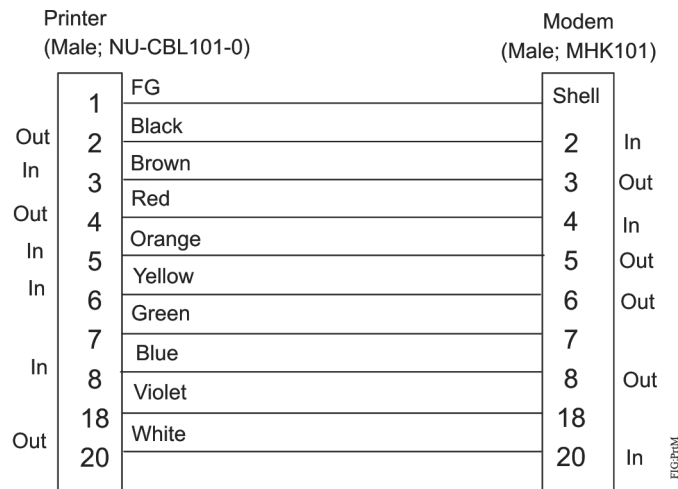 Printer
(Male; NU-CBL101-0)
Modem
(Male; MHK101)
1 FG Shell
Out 2 Black 2 In
In 3 Brown 3 Out
Out 4 Red 4 In
In 5 Orange 5 Out
In 6 Yellow 6 Out
7 Green 7
In 8 Blue 8 Out
18 Violet 18
Out 20 White 20 In
FIG:PrtM